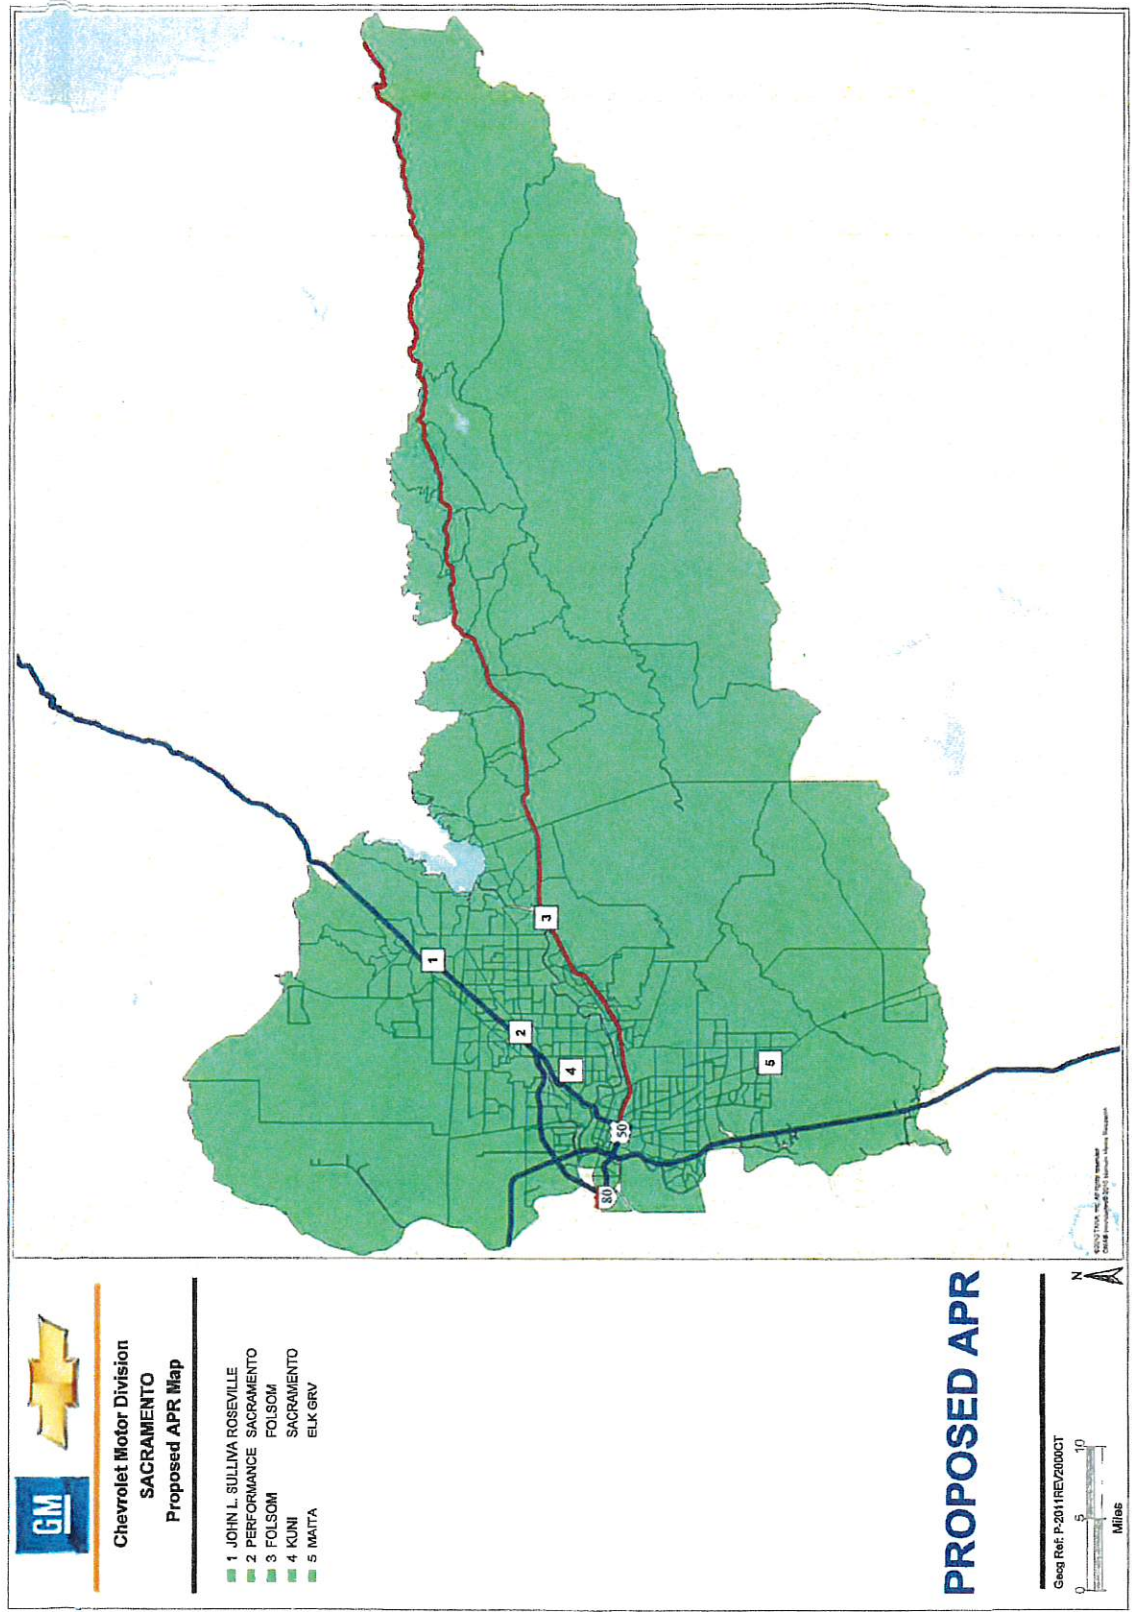 GM
Chevrolet Motor Division
SACRAMENTO
Proposed APR Map
1 JOHN L. SULLIVA ROSEVILLE
2 PERFORMANCE SACRAMENTO
3 FOLSOM FOLSOM
4 KUNI SACRAMENTO
5 MAITA ELK GRV
PROPOSED APR
Geog Ref: P-2011REV2000CT
0 5 10
Miles
N
1
2
3
4
5
50
80